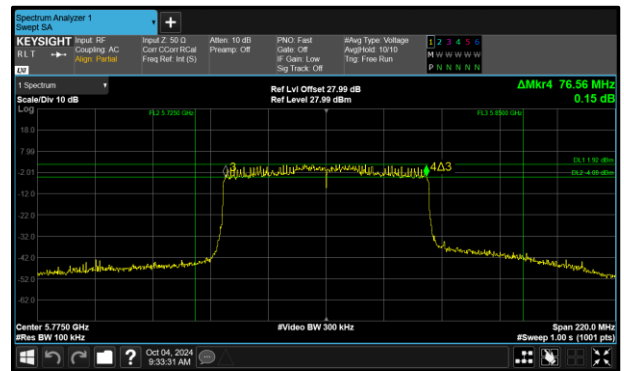 Spectrum Analyzer 1
Swept SA
+
KEYSIGHT Input: RF Input Z: 50 Ω Atten: 10 dB PNO: Fast #Avg Type: Voltage 1 2 3 4 5 6
RLT Coupling: AC Corr CCorr RCal Preamp: Off Gate: Off Avg|Hold: 10/10 M W W W W W
Align: Partial Freq Ref: Int (S) IF Gain: Low Trig: Free Run
Sig Track: Off P N N N N N
1 Spectrum Ref Lvl Offset 27.99 dB ΔMkr4 76.56 MHz
Scale/Div 10 dB Ref Level 27.99 dBm 0.15 dB
Log FL2 5.7250 GHz FL3 5.8500 GHz
18.0
7.99
DL1 1.92 dBm
3 4Δ3
-2.01 DL2 -4.00 dBm
-12.0
-22.0
-32.0
-42.0
-52.0
-62.0
Center 5.7750 GHz #Video BW 300 kHz Span 220.0 MHz
#Res BW 100 kHz #Sweep 1.00 s (1001 pts)
? Oct 04, 2024
9:33:31 AM